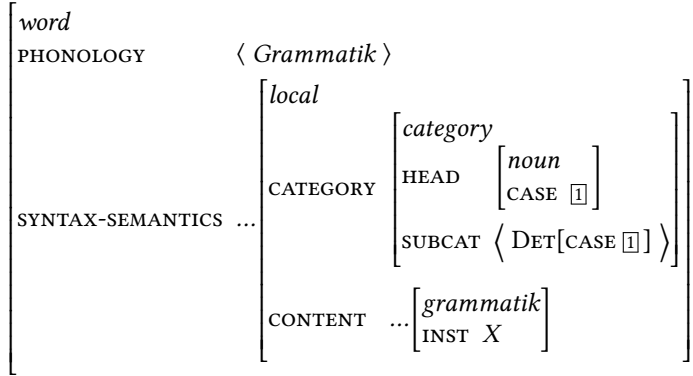 word
PHONOLOGY ⟨ Grammatik ⟩
local
category
HEAD noun
CATEGORY CASE 1
SYNTAX-SEMANTICS ...
SUBCAT ⟨ DET[CASE 1] ⟩
grammatik
CONTENT ...
INST X